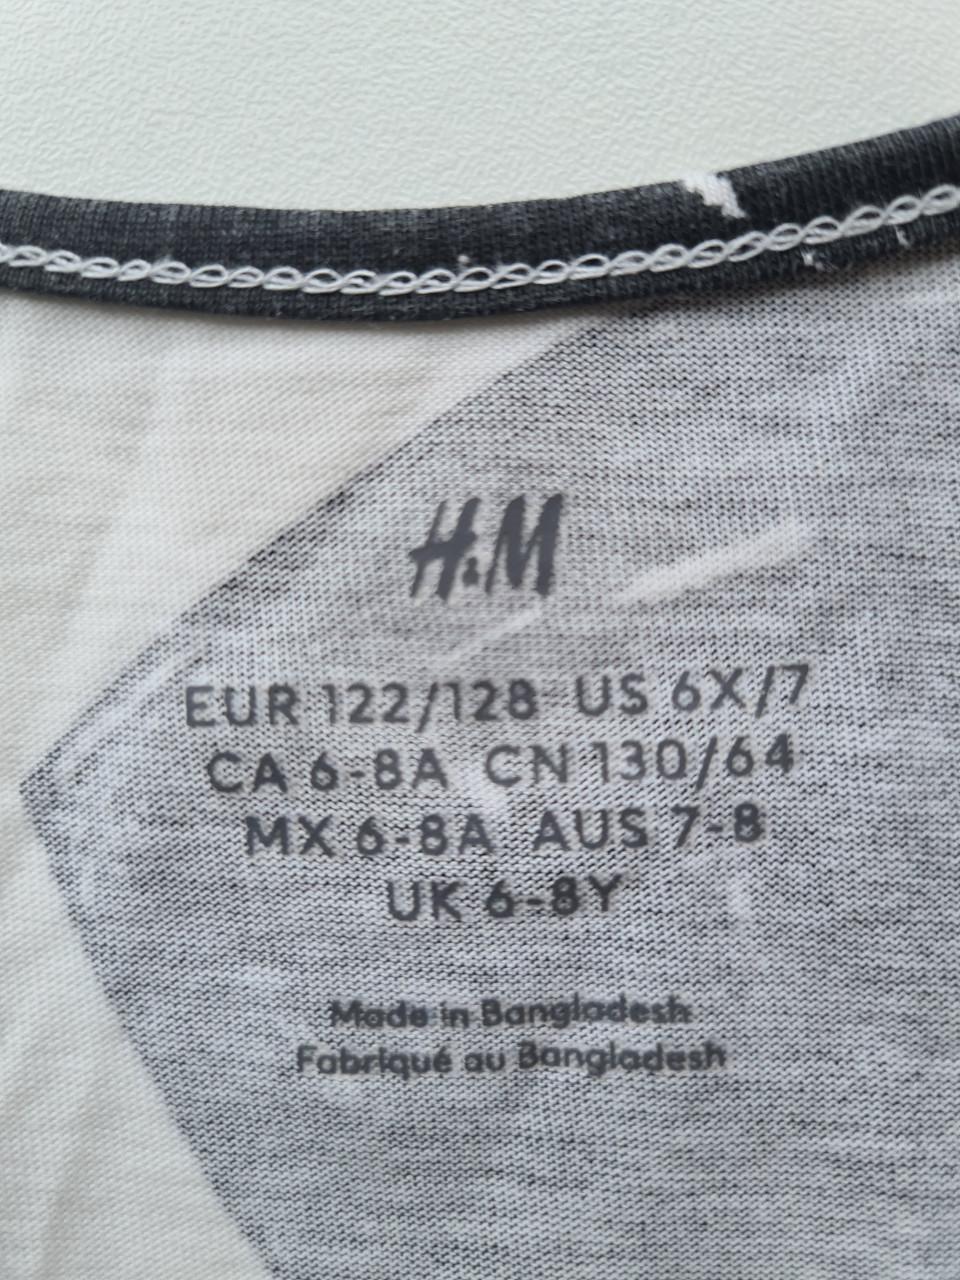 H&M
EUR 122/128 US 6X/7
CA 6-8A CN 130/64
MX 6-8A AUS 7-8
UK 6-8Y
Made in Bangladesh
Fabriqué au Bangladesh